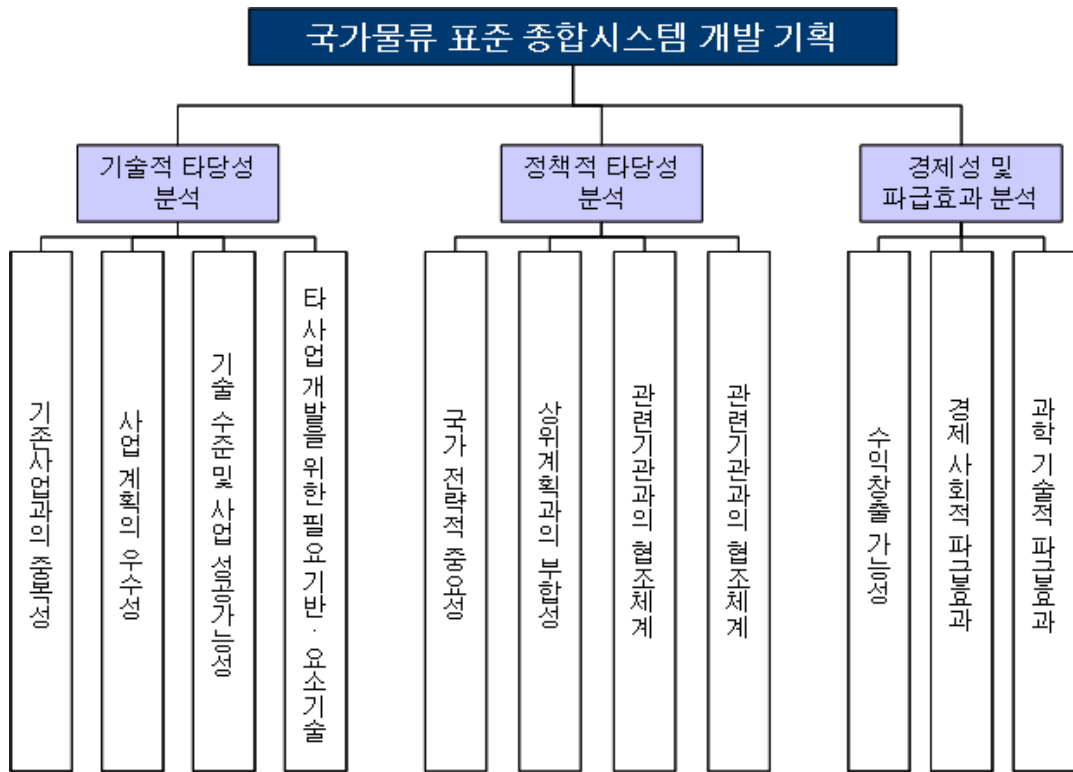 국가물류 표준 종합시스템 개발 기획
기술적 타당성
분석
정책적 타당성
분석
경제성 및
파급효과 분석
기존사업과의 중복성
사업 계획의 우수성
기술 수준및 사업 성공가능성
타 사업 개발을 위한 필요 기반 · 요소기술
국가 전략적 중요성
상위계획과의 부합성
관련기관과의 협조체계
관련기관과의 협조체계
수익창출 가능성
경제 사회적 파급효과
과학 기술적 파급효과